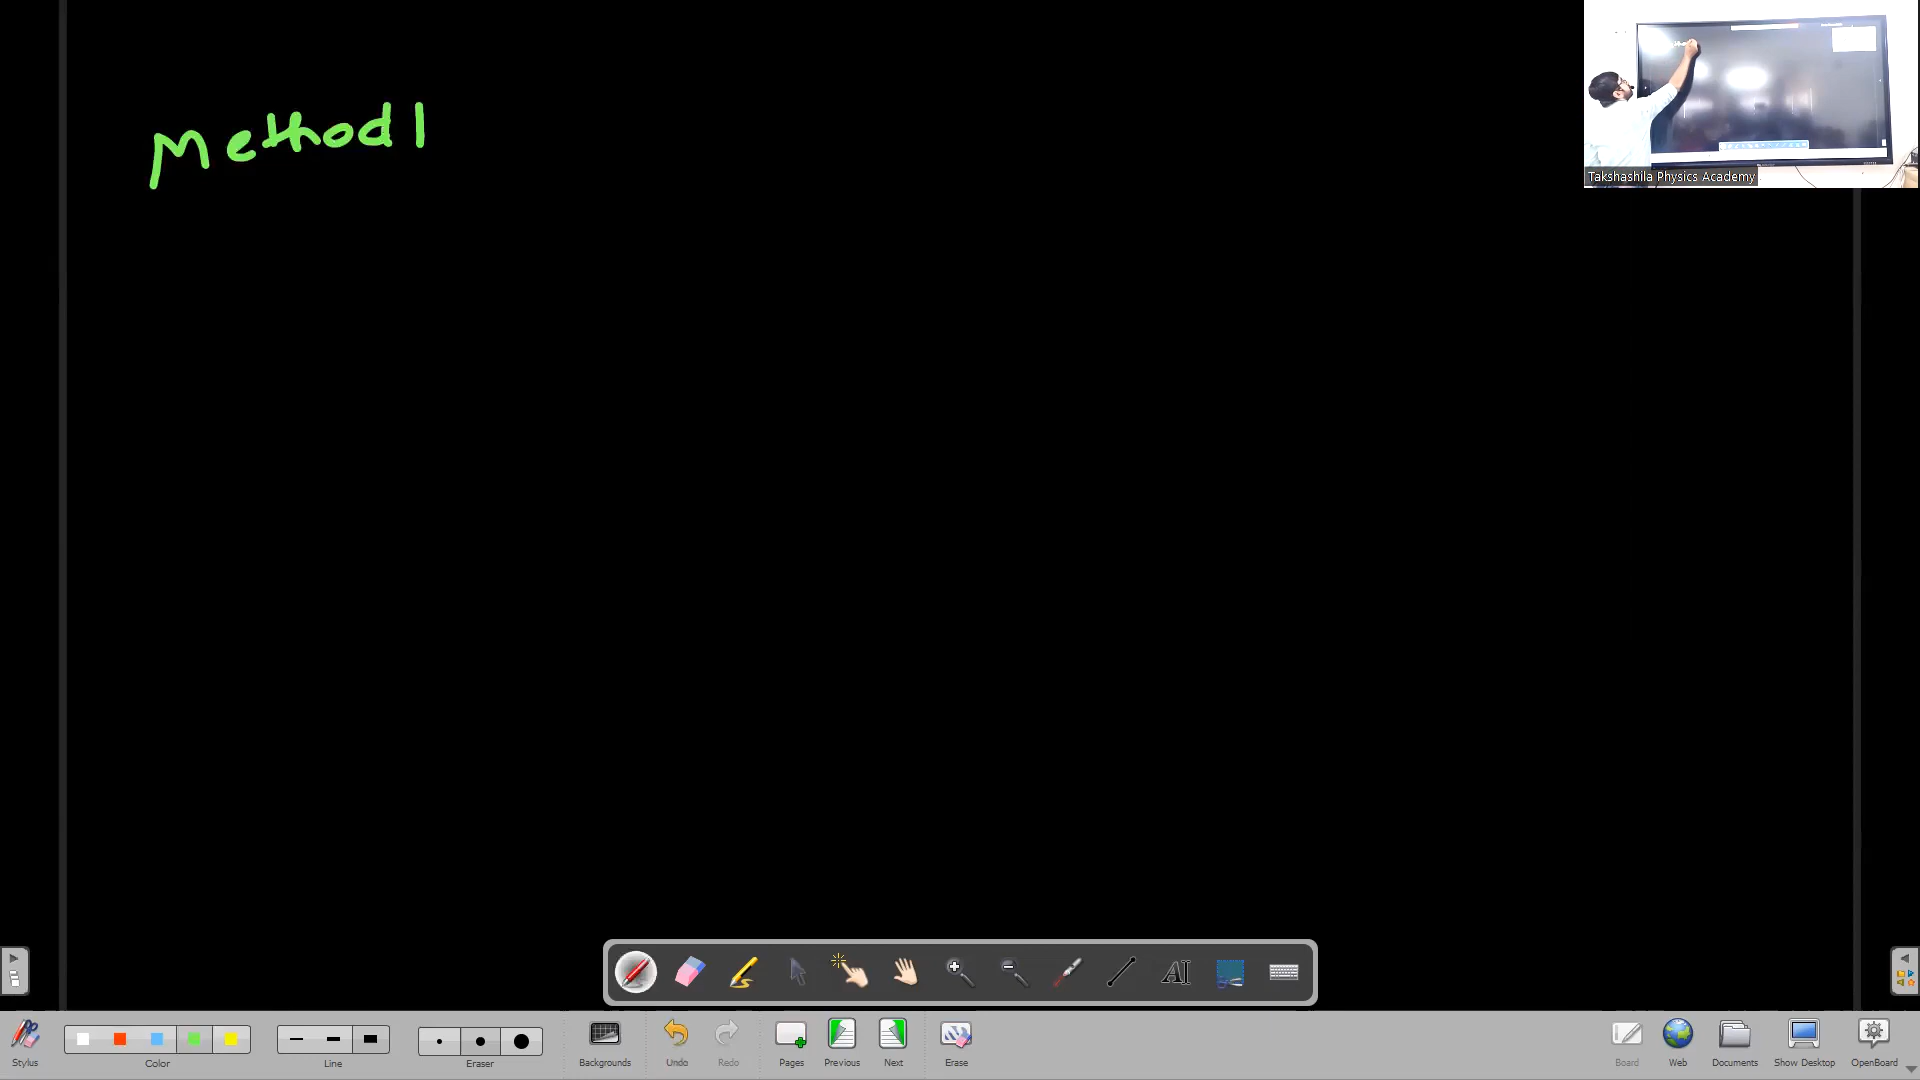 Method 1
Takshashila Physics Academy
Stylus
Color
Line
Eraser
Backgrounds
Undo
Redo
Pages
Previous
Next
Erase
Board
Web
Documents
Show Desktop
OpenBoard
AI